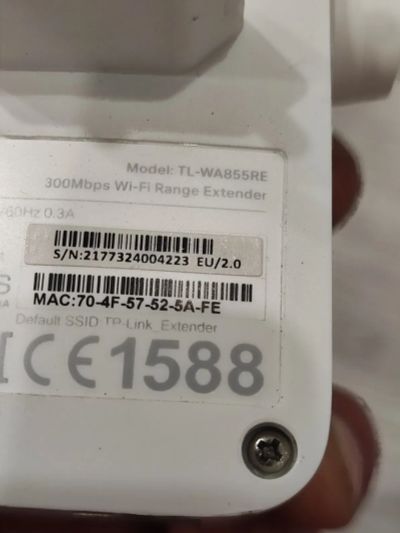 Model: TL-WA855RE
300Mbps Wi-Fi Range Extender
/60Hz 0.3A
S/N:2177324004223 EU/2.0
MAC:70-4F-57-52-5A-FE
Default SSID: TP-Link_Extender
CE1588